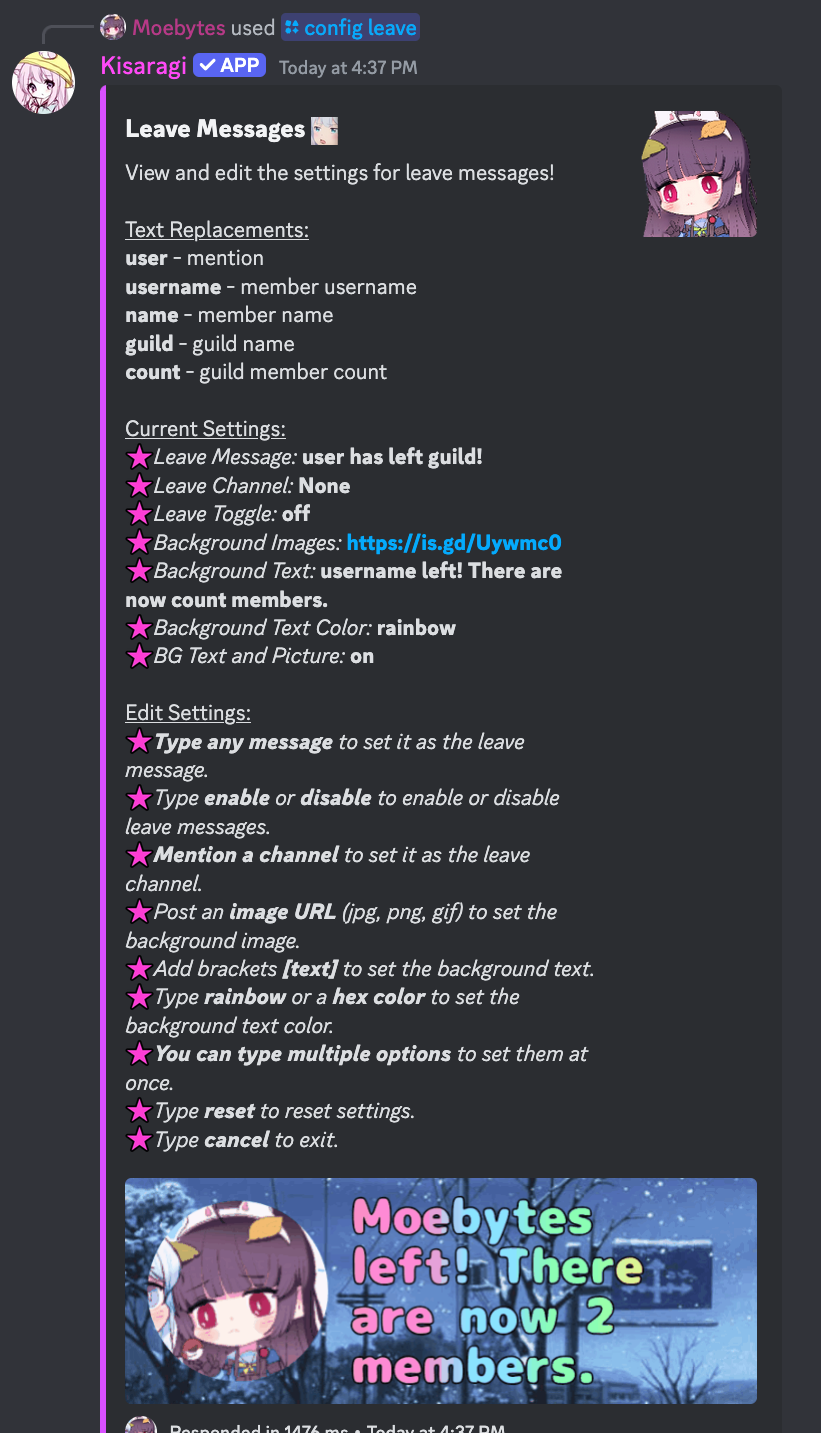 Moebytes used config leave
Kisaragi APP Today at 4:37 PM
Leave Messages
View and edit the settings for leave messages!
Text Replacements:
user - mention
username - member username
name - member name
guild - guild name
count - guild member count
Current Settings:
Leave Message: user has left guild!
Leave Channel: None
Leave Toggle: off
Background Images: https://is.gd/Uywmc0
Background Text: username left! There are
now count members.
Background Text Color: rainbow
BG Text and Picture: on
Edit Settings:
Type any message to set it as the leave
message.
Type enable or disable to enable or disable
leave messages.
Mention a channel to set it as the leave
channel.
Post an image URL (jpg, png, gif) to set the
background image.
Add brackets [text] to set the background text.
Type rainbow or a hex color to set the
background text color.
You can type multiple options to set them at
once.
Type reset to reset settings.
Type cancel to exit.
Moebytes
left! There
are now 2
members.
Responded in 1476 ms • Today at 4:37 PM